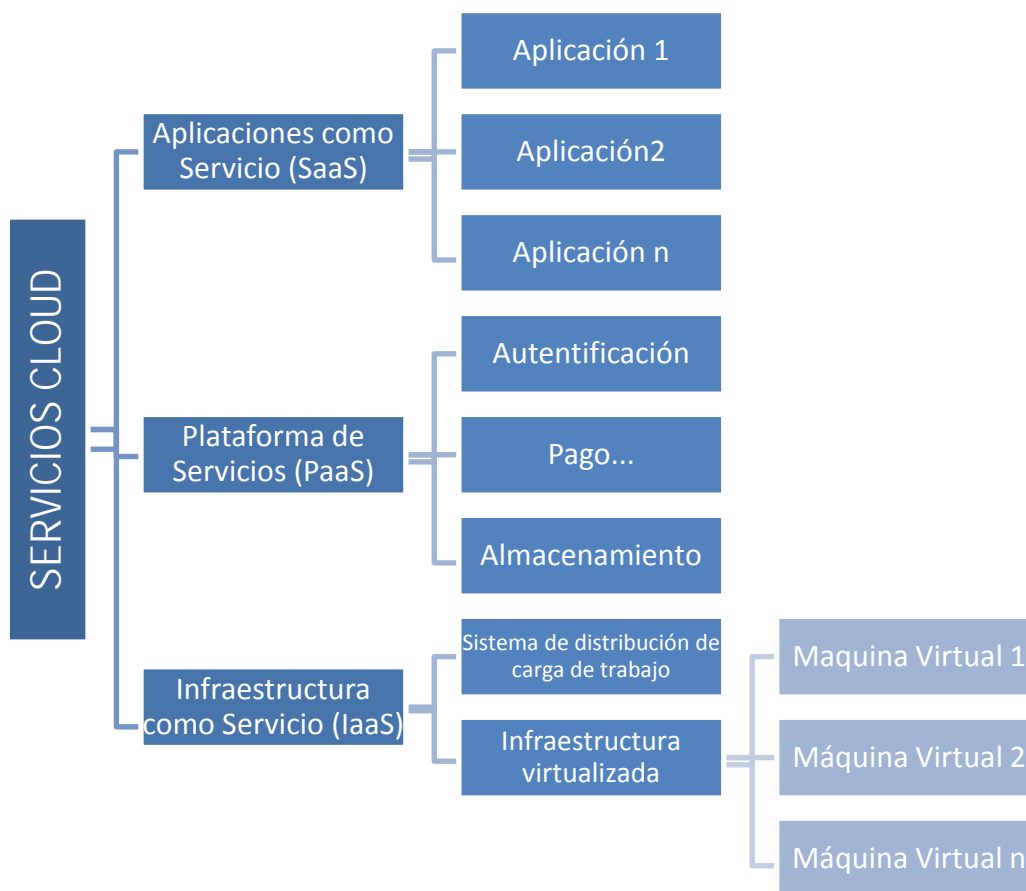 SERVICIOS CLOUD
Aplicaciones como
Servicio (SaaS)
Aplicación 1
Aplicación2
Aplicación n
Plataforma de
Servicios (PaaS)
Autentificación
Pago...
Almacenamiento
Infraestructura
como Servicio (IaaS)
Sistema de distribución de
carga de trabajo
Infraestructura
virtualizada
Maquina Virtual 1
Máquina Virtual 2
Máquina Virtual n